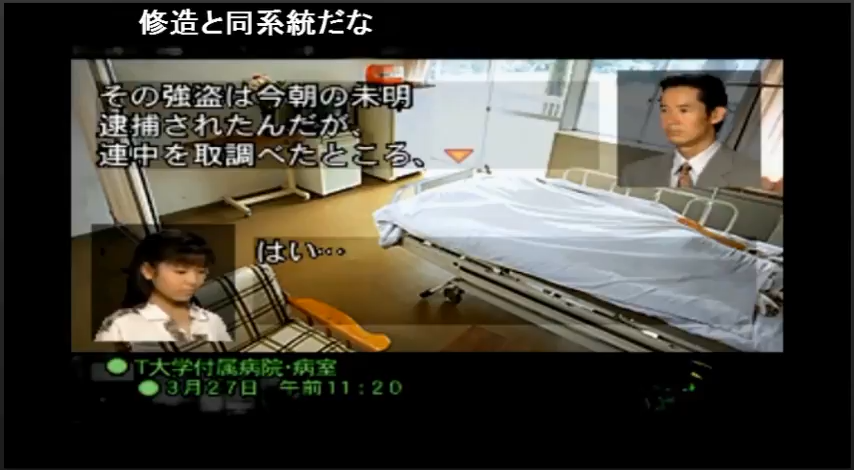 修造と同系統だな
その強盗は今朝の未明
逮捕されたんだが、
連中を取調べたところ、
はい…
T大学付属病院・病室
3月27日 午前11:20